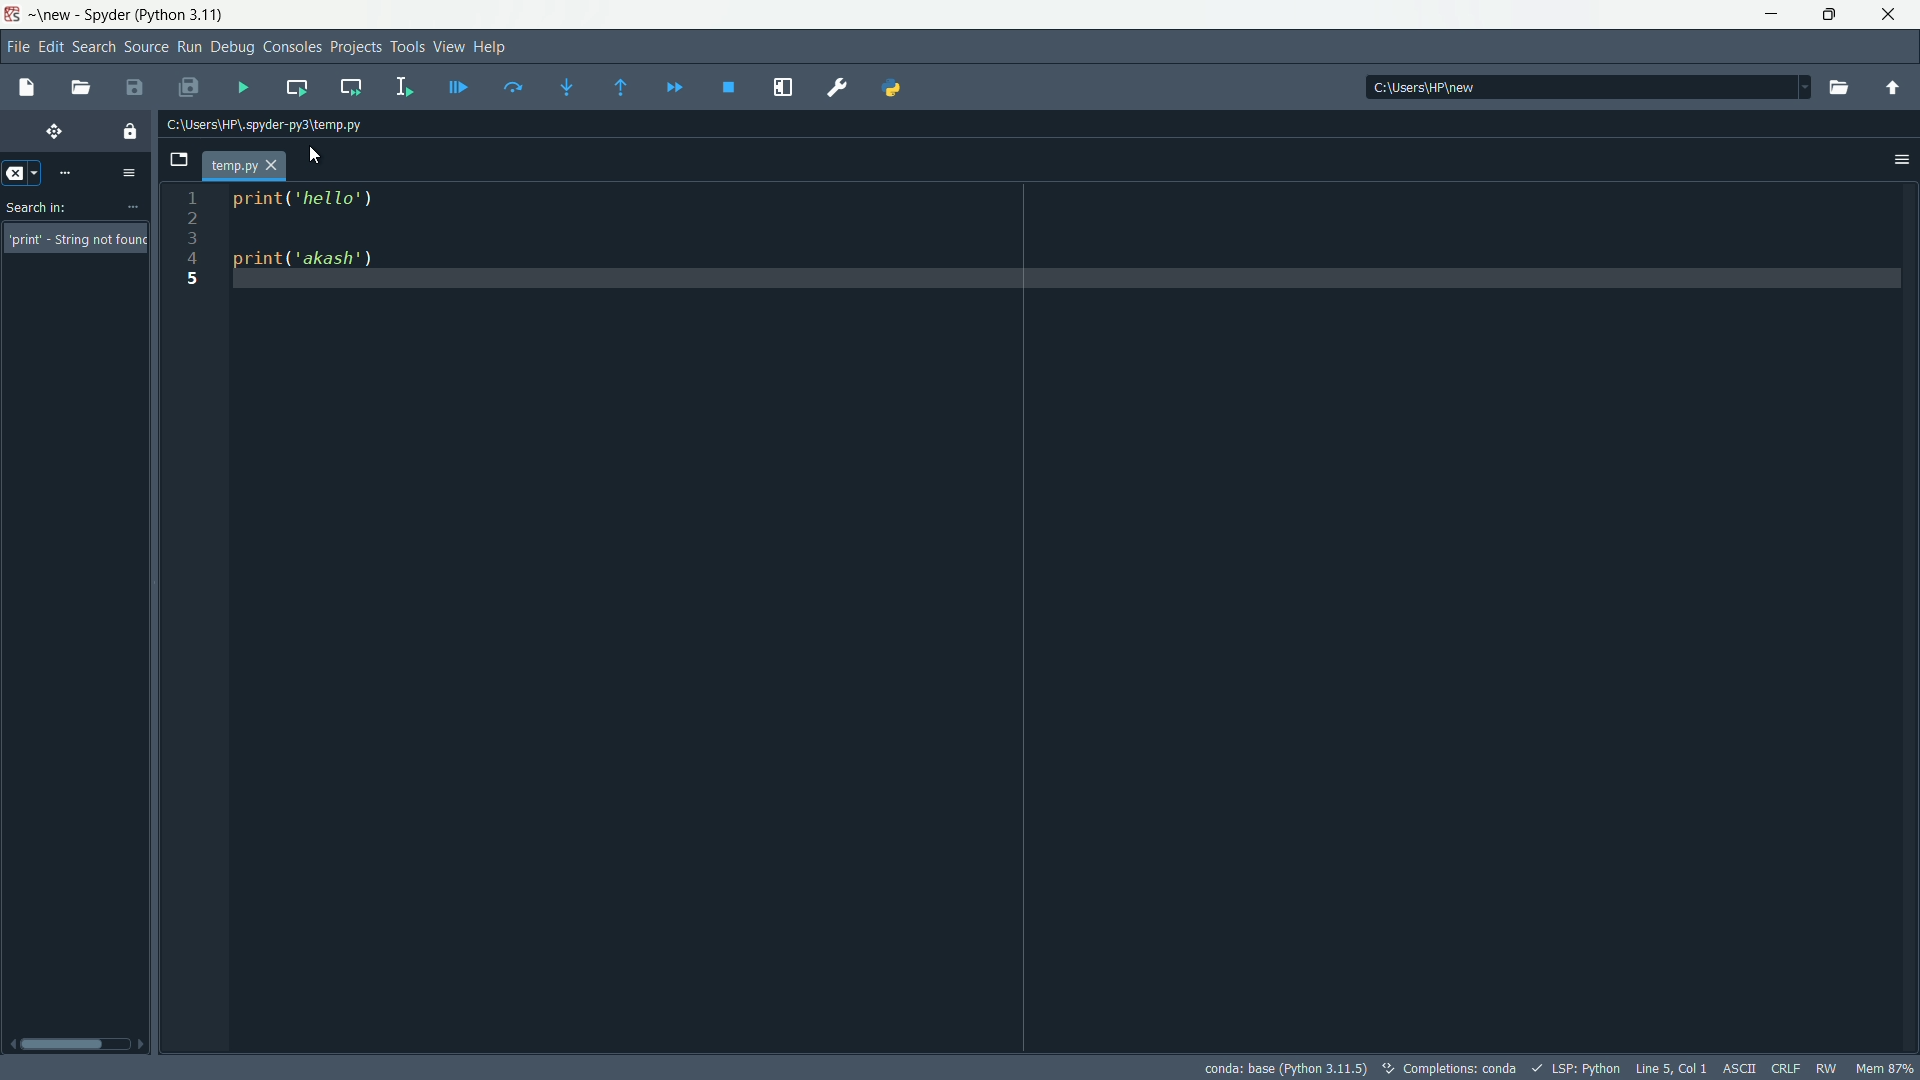 ~\new - Spyder (Python 3.11)
File Edit Search Source Run Debug Consoles Projects Tools View Help
C:\Users\HP\new
C:\Users\HP\.spyder-py3\temp.py
temp.py
Search in:
'print' - String not found
1 print('hello')
2
3
4 print('akash')
5
conda: base (Python 3.11.5) Completions: conda LSP: Python Line 5, Col 1 ASCII CRLF RW Mem 87%